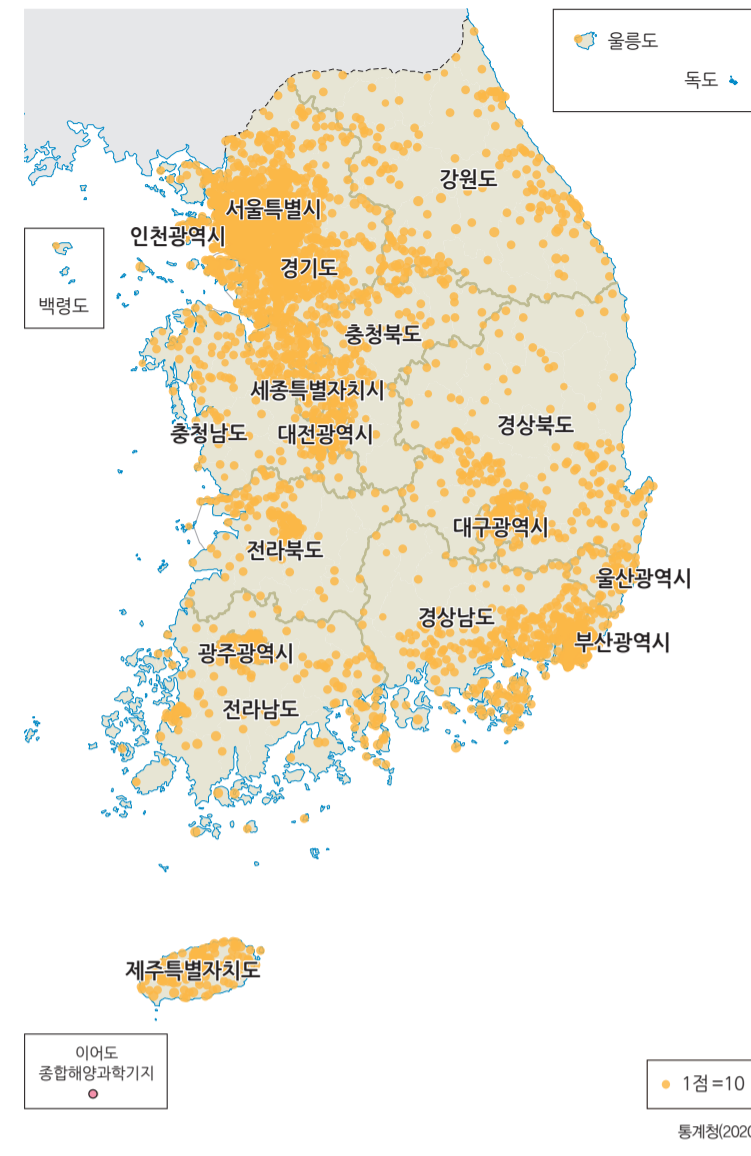 울릉도
독도
강원도
서울특별시
인천광역시
경기도
백령도
충청북도
세종특별자치시
충청남도
대전광역시
경상북도
대구광역시
전라북도
울산광역시
경상남도
부산광역시
광주광역시
전라남도
제주특별자치도
이어도
종합해양과학기지
1점=10
통계청(2020